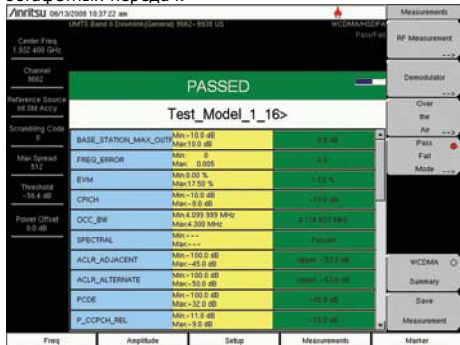 /Inritsu 06/13/2008 10:37:22 am
UMTS Band II Downlink(General) 9662 - 9938 US
WCDMA/HSDPA
Pass/Fail
Center Freq
1 932.400 GHz
Channel
9662
Reference Source
Int Std Accy
Scrambling Code
0
Max Spread
512
Threshold
-56.4 dB
Power Offset
0.0 dB
PASSED
Test_Model_1_16>
BASE_STATION_MAX_OUTP Min:-10.0 dB Max:10.0 dB
FREQ_ERROR Min: 0 Max: 0.005
EVM Min:0.00 % Max:17.50 %
CPICH Min:-10.0 dB Max:-8.0 dB
OCC_BW Min:4.099 999 MHz Max:4.300 MHz
SPECTRAL Min:--- Max:--- Passed
ACLR_ADJACENT Min:-100.0 dB Max:-45.0 dB
ACLR_ALTERNATE Min:-100.0 dB Max:-50.0 dB
PCDE Min:-100.0 dB Max:-32.0 dB
P_CCPCH_REL Min:-11.0 dB Max:-9.0 dB
Measurements
RF Measurement
-->
Demodulator
-->
Over
the
Air -->
Pass
Fail
Mode -->
WCDMA
Summary
Save
Measurement
Freq Amplitude Setup Measurements Marker